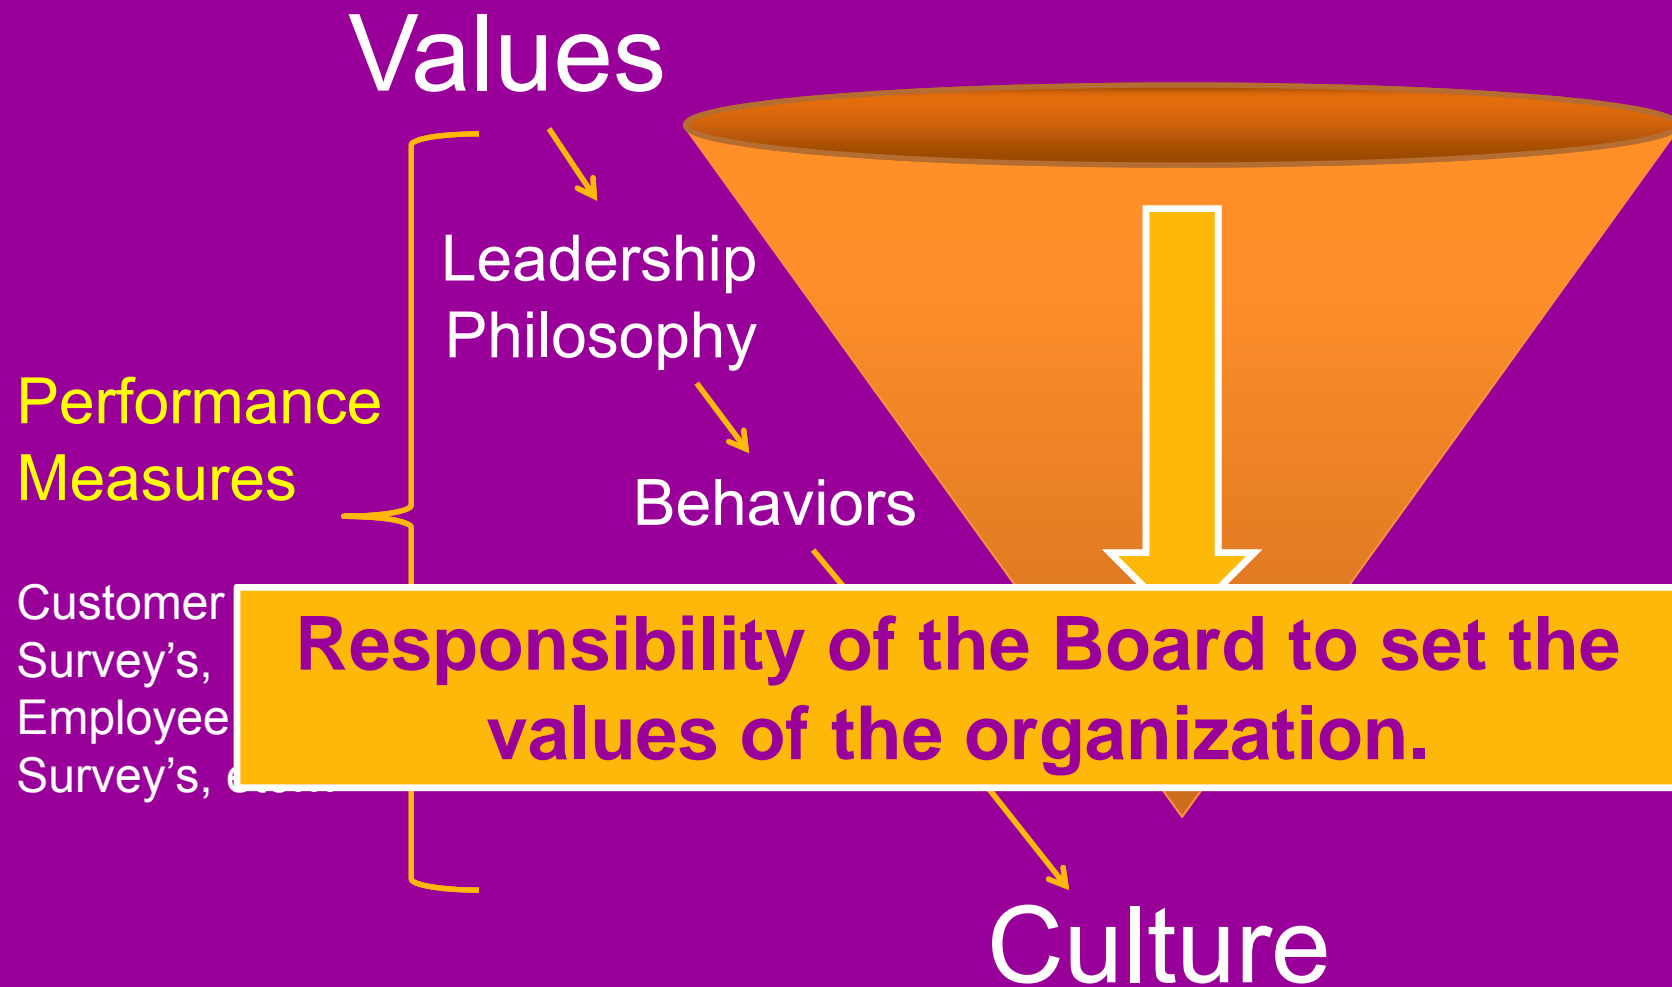 Values
Leadership
Philosophy
Performance
Measures
Behaviors
Customer
Survey’s,
Employee
Survey’s,
Responsibility of the Board to set the
values of the organization.
Culture